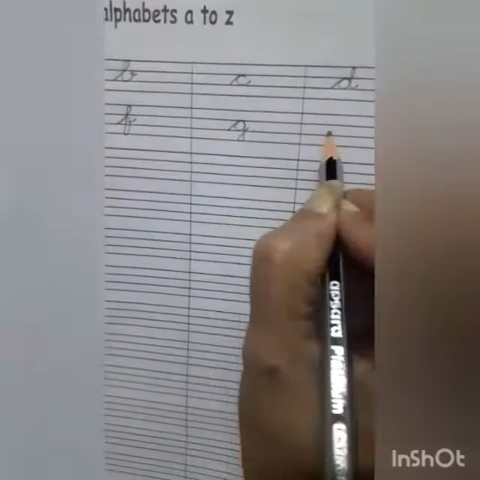 alphabets a to z
b c d
f g
apsara Platinum
InShOt